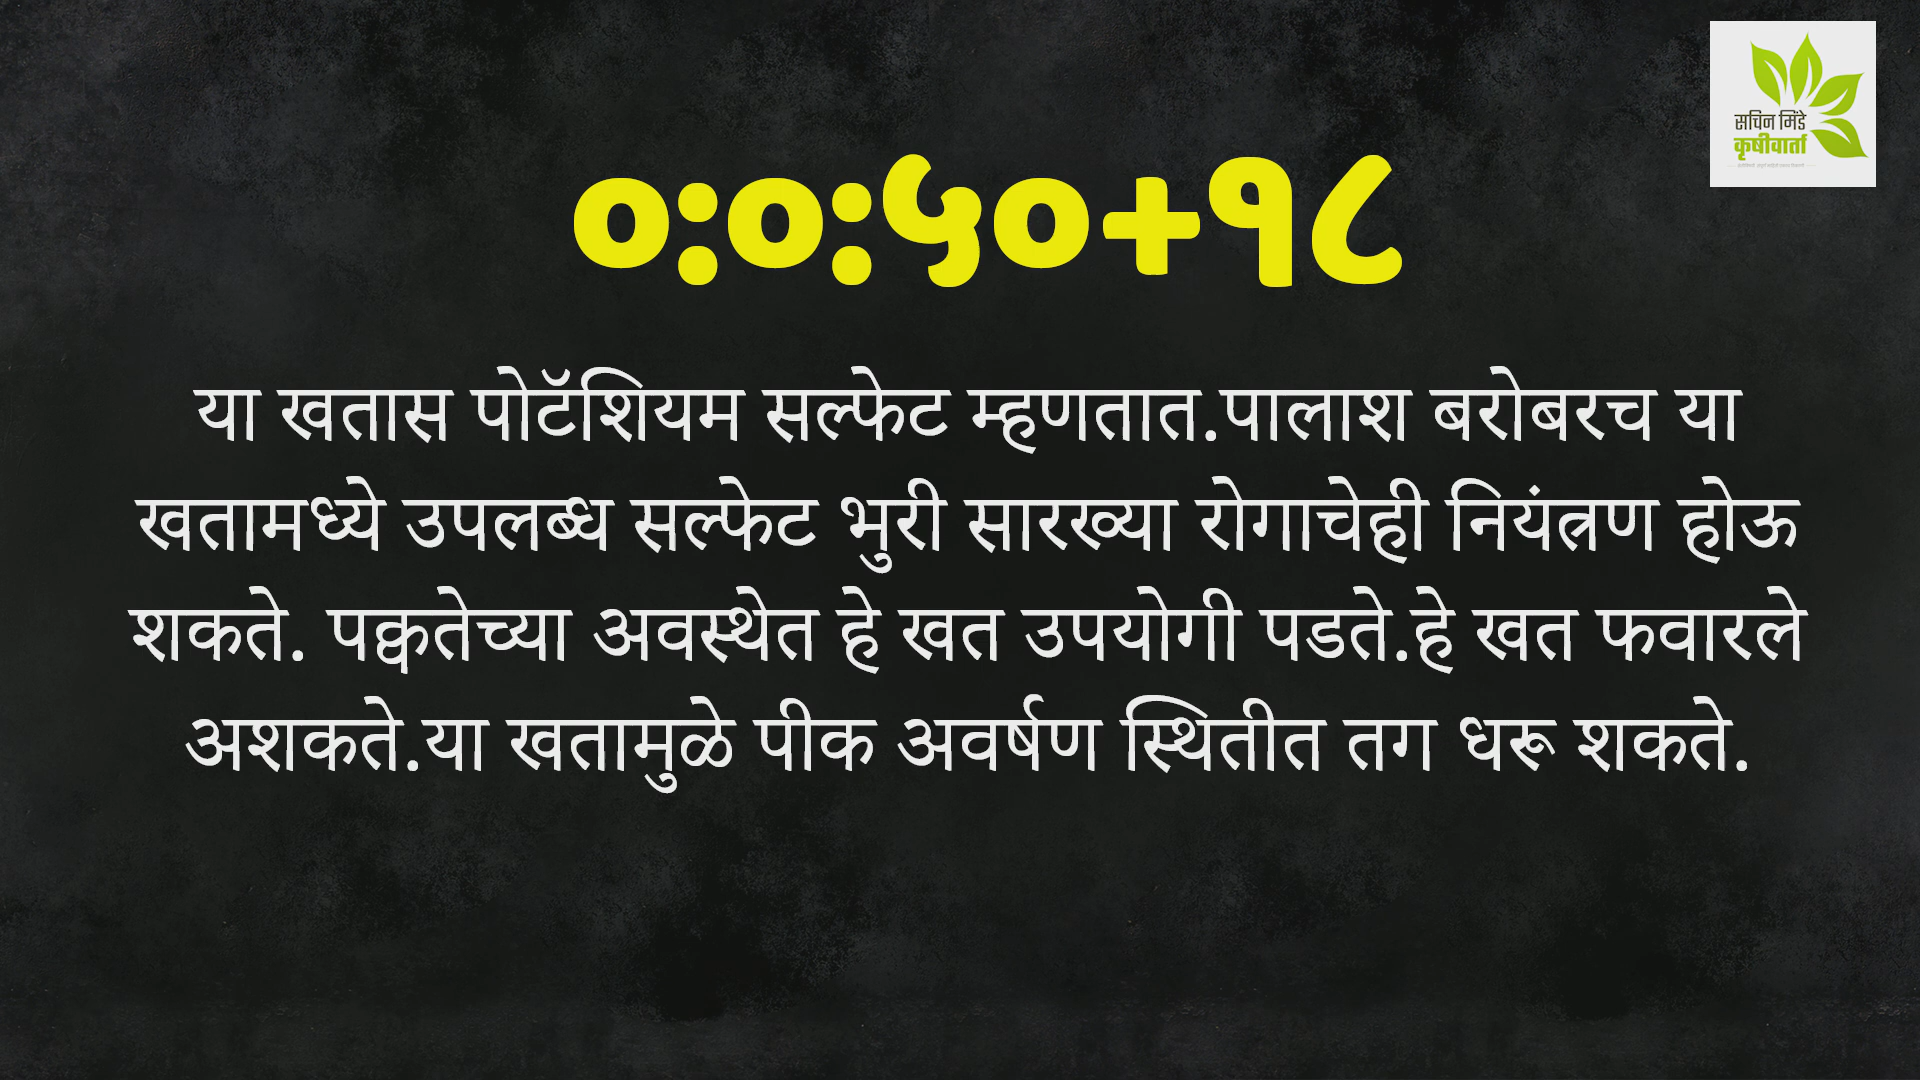 सचिन मिंडे
कृषीवार्ता
०:०:५०+१८
या खतास पोटॅशियम सल्फेट म्हणतात.पालाश बरोबरच या
खतामध्ये उपलब्ध सल्फेट भुरी सारख्या रोगाचेही नियंत्रण होऊ
शकते. पक्वतेच्या अवस्थेत हे खत उपयोगी पडते.हे खत फवारले
अशकते.या खतामुळे पीक अवर्षण स्थितीत तग धरू शकते.